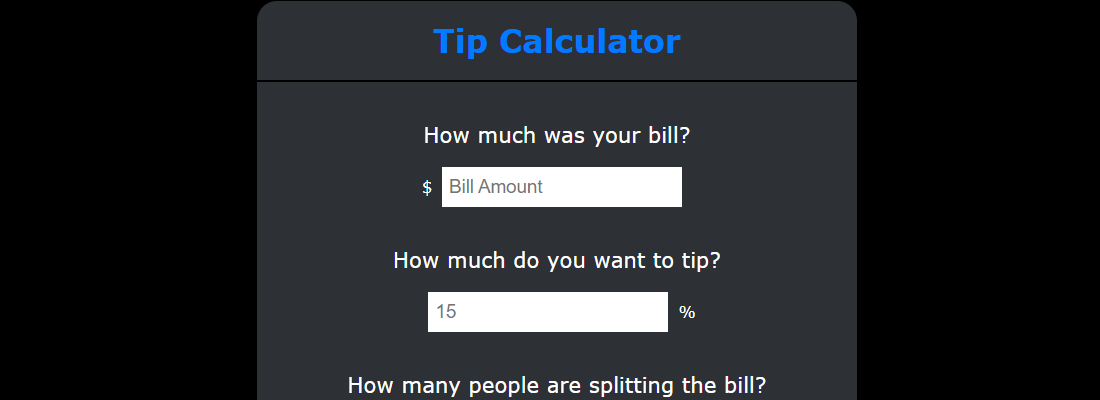 Tip Calculator
How much was your bill?
$ Bill Amount
How much do you want to tip?
15 %
How many people are splitting the bill?